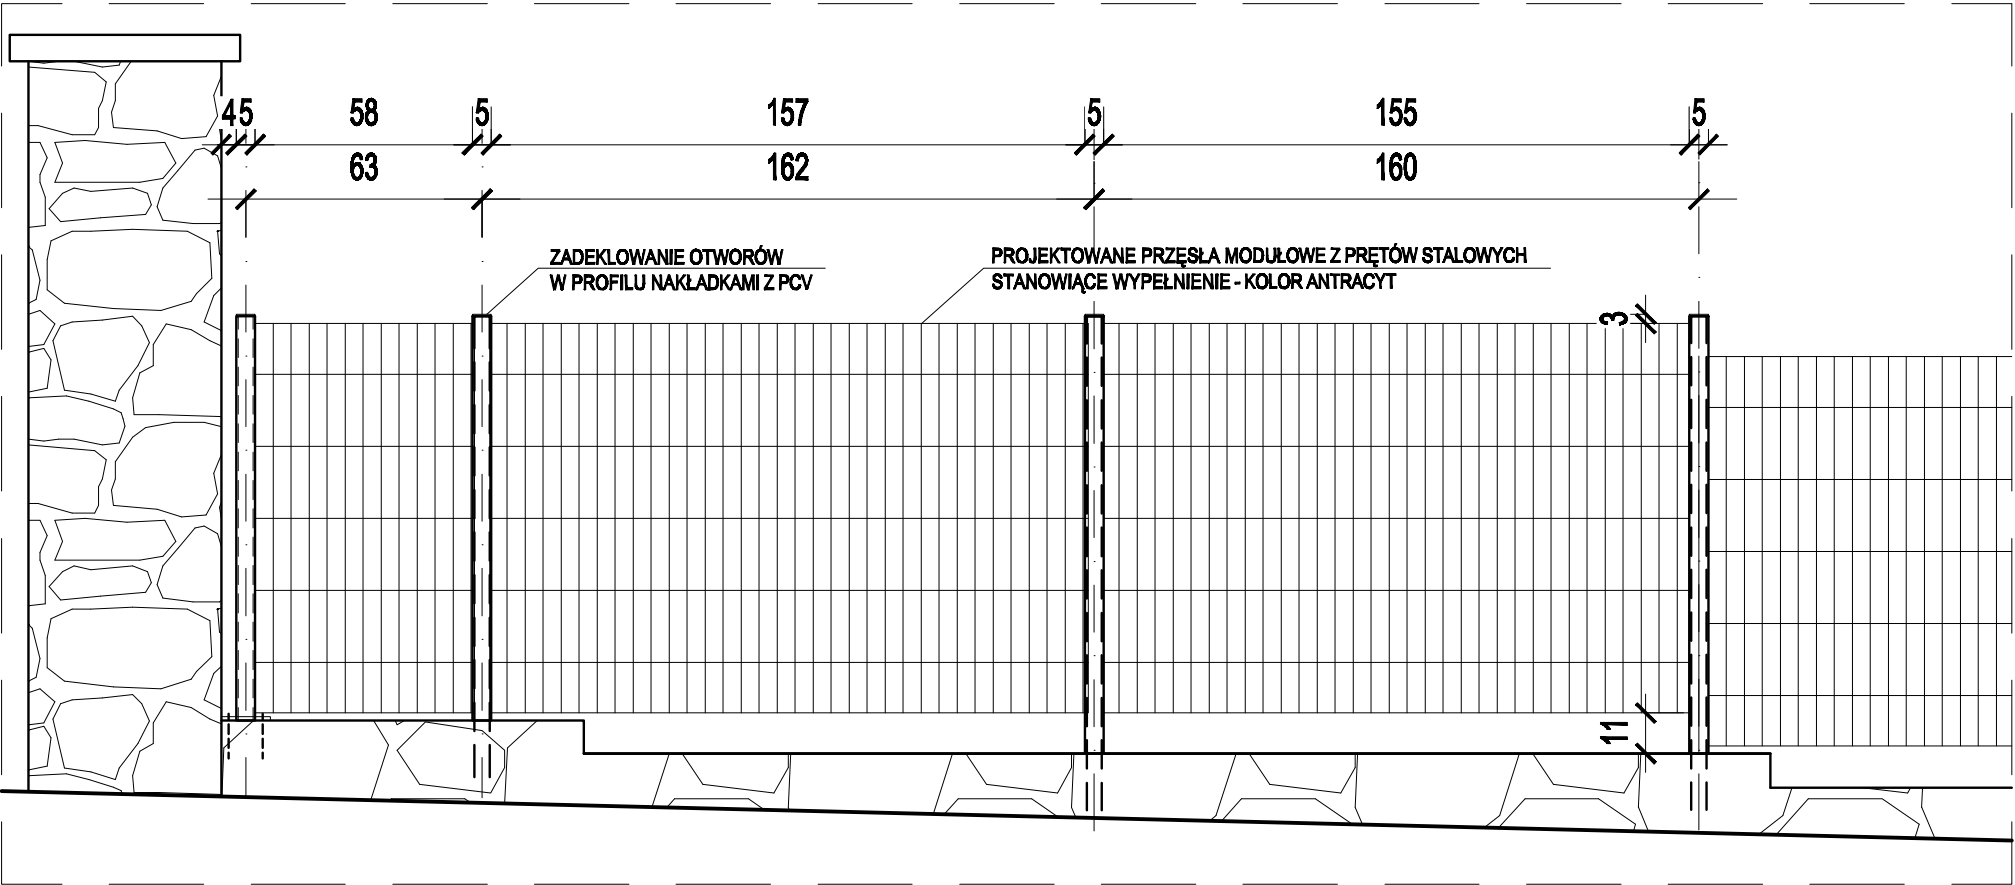 4 5 58 5 157 5 155 5
63 162 160
ZADEKLOWANIE OTWORÓW
W PROFILU NAKŁADKAMI Z PCV
PROJEKTOWANE PRZĘSŁA MODUŁOWE Z PRĘTÓW STALOWYCH
STANOWIĄCE WYPEŁNIENIE - KOLOR ANTRACYT
3
11